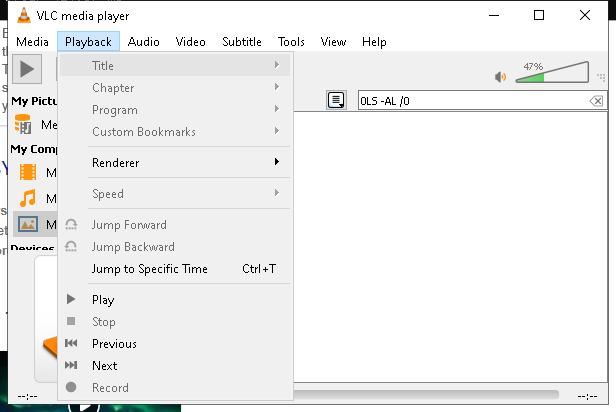 VLC media player
Media Playback Audio Video Subtitle Tools View Help
Title
47%
Chapter
My Pictu
0LS -AL /0
Program
Me
Custom Bookmarks
My Comp
Renderer
M
Speed
M
Jump Forward
M
Jump Backward
Devices
Jump to Specific Time Ctrl+T
Play
Stop
Previous
Next
Record
--:-- --:--